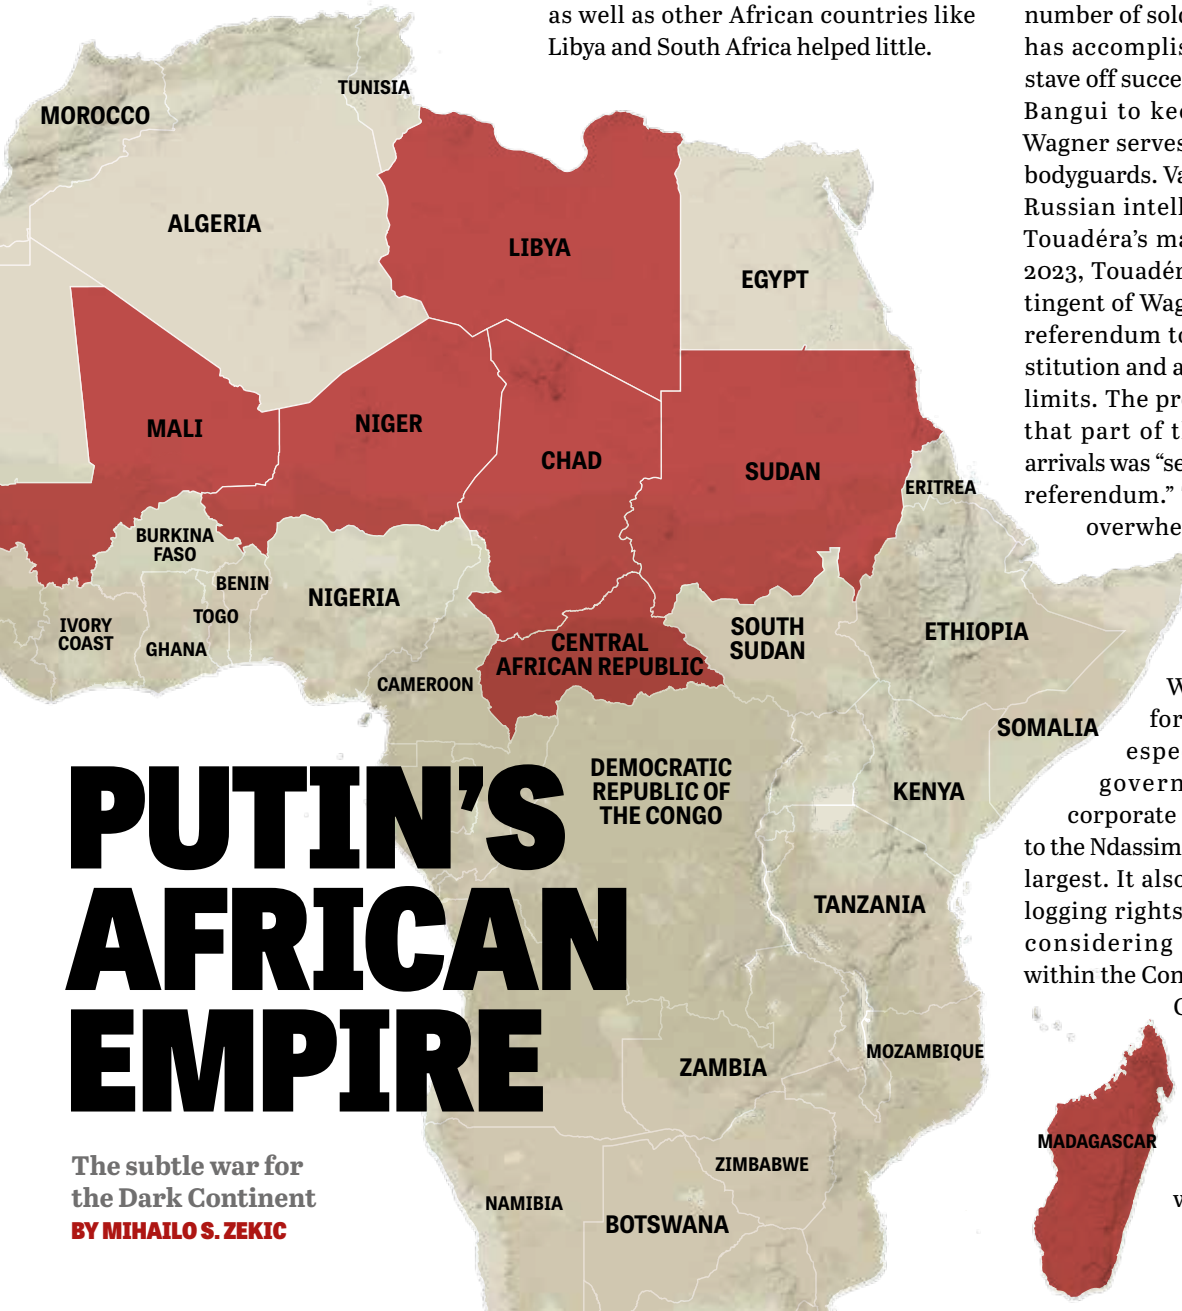 as well as other African countries like
Libya and South Africa helped little.
number of solo
has accomplis
stave off succe
Bangui to kee
Wagner serves
bodyguards. Va
Russian intell
Touadéra’s ma
2023, Touadér
tingent of Wag
referendum to
stitution and a
limits. The pr
that part of t
arrivals was “se
referendum.”
overwhe
W
for
espe
govern
corporate
to the Ndassim
largest. It also
logging rights
considering
within the Con
MOROCCO
TUNISIA
ALGERIA
LIBYA
EGYPT
MALI
NIGER
CHAD
SUDAN
ERITREA
BURKINA
FASO
BENIN
NIGERIA
TOGO
IVORY
COAST
GHANA
CENTRAL
AFRICAN REPUBLIC
SOUTH
SUDAN
ETHIOPIA
CAMEROON
SOMALIA
DEMOCRATIC
REPUBLIC OF
THE CONGO
KENYA
TANZANIA
ZAMBIA
MOZAMBIQUE
MADAGASCAR
ZIMBABWE
NAMIBIA
BOTSWANA
PUTIN’S
AFRICAN
EMPIRE
The subtle war for
the Dark Continent
BY MIHAILO S. ZEKIC